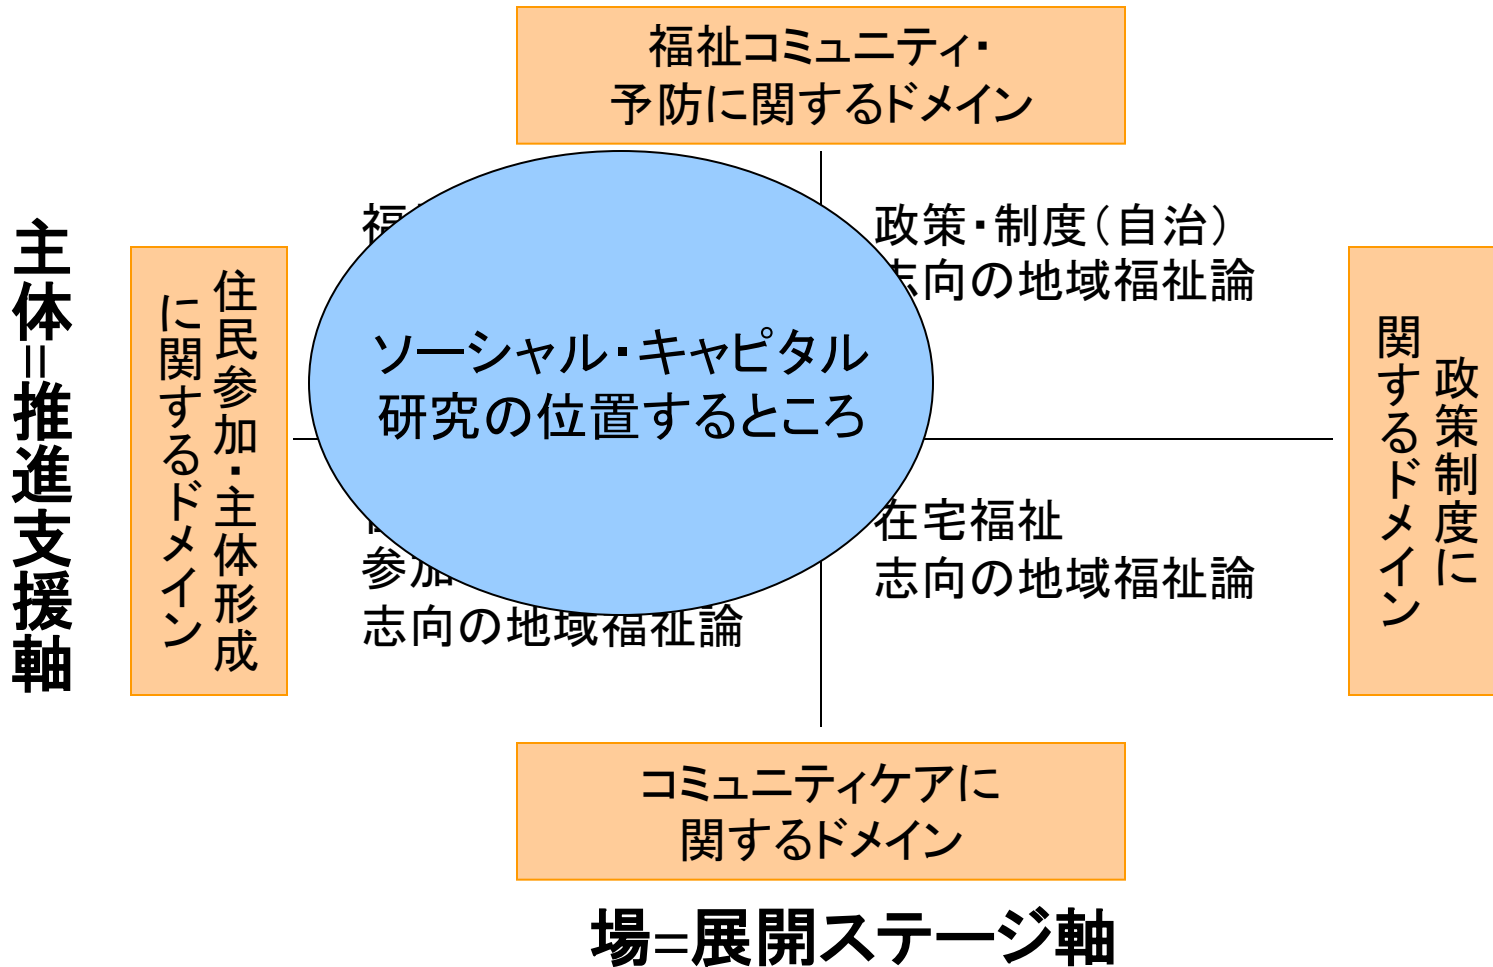 福祉コミュニティ・
予防に関するドメイン
主体=推進支援軸
住民参加・主体形成
に関するドメイン
政策・制度（自治）
志向の地域福祉論
ソーシャル・キャピタル
研究の位置するところ
政策制度に
関するドメイン
参加
志向の地域福祉論
在宅福祉
志向の地域福祉論
コミュニティケアに
関するドメイン
場=展開ステージ軸